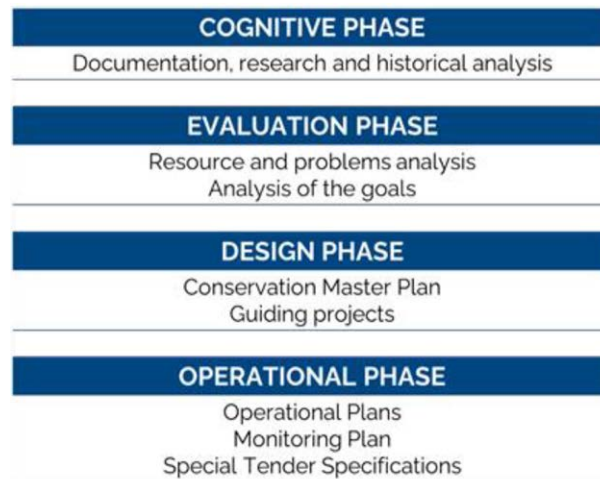 COGNITIVE PHASE
Documentation, research and historical analysis
EVALUATION PHASE
Resource and problems analysis
Analysis of the goals
DESIGN PHASE
Conservation Master Plan
Guiding projects
OPERATIONAL PHASE
Operational Plans
Monitoring Plan
Special Tender Specifications